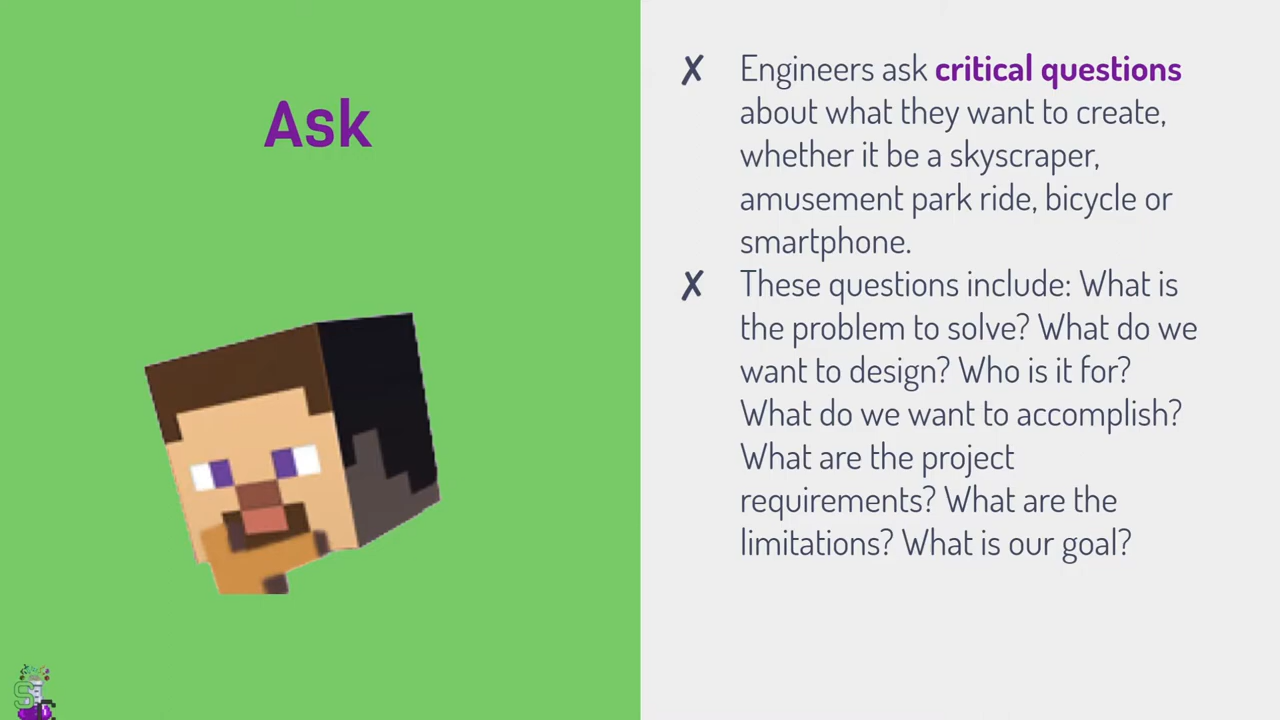 Ask
✗ Engineers ask critical questions
about what they want to create,
whether it be a skyscraper,
amusement park ride, bicycle or
smartphone.
✗ These questions include: What is
the problem to solve? What do we
want to design? Who is it for?
What do we want to accomplish?
What are the project
requirements? What are the
limitations? What is our goal?